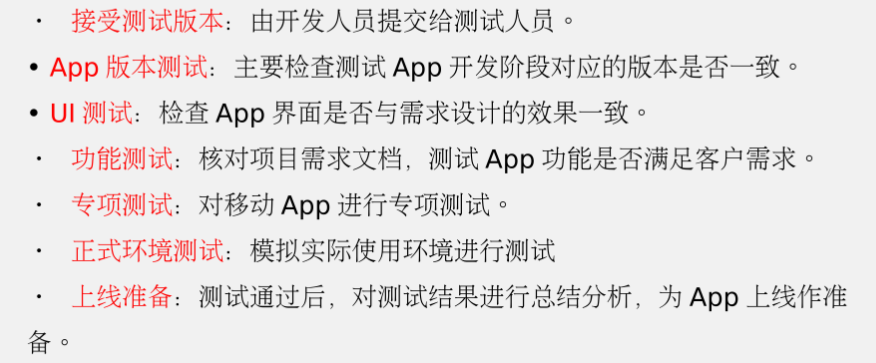 · 接受测试版本：由开发人员提交给测试人员。
• App 版本测试：主要检查测试 App 开发阶段对应的版本是否一致。
• UI 测试：检查 App 界面是否与需求设计的效果一致。
· 功能测试：核对项目需求文档，测试 App 功能是否满足客户需求。
· 专项测试：对移动 App 进行专项测试。
· 正式环境测试：模拟实际使用环境进行测试
· 上线准备：测试通过后，对测试结果进行总结分析，为 App 上线作准
备。